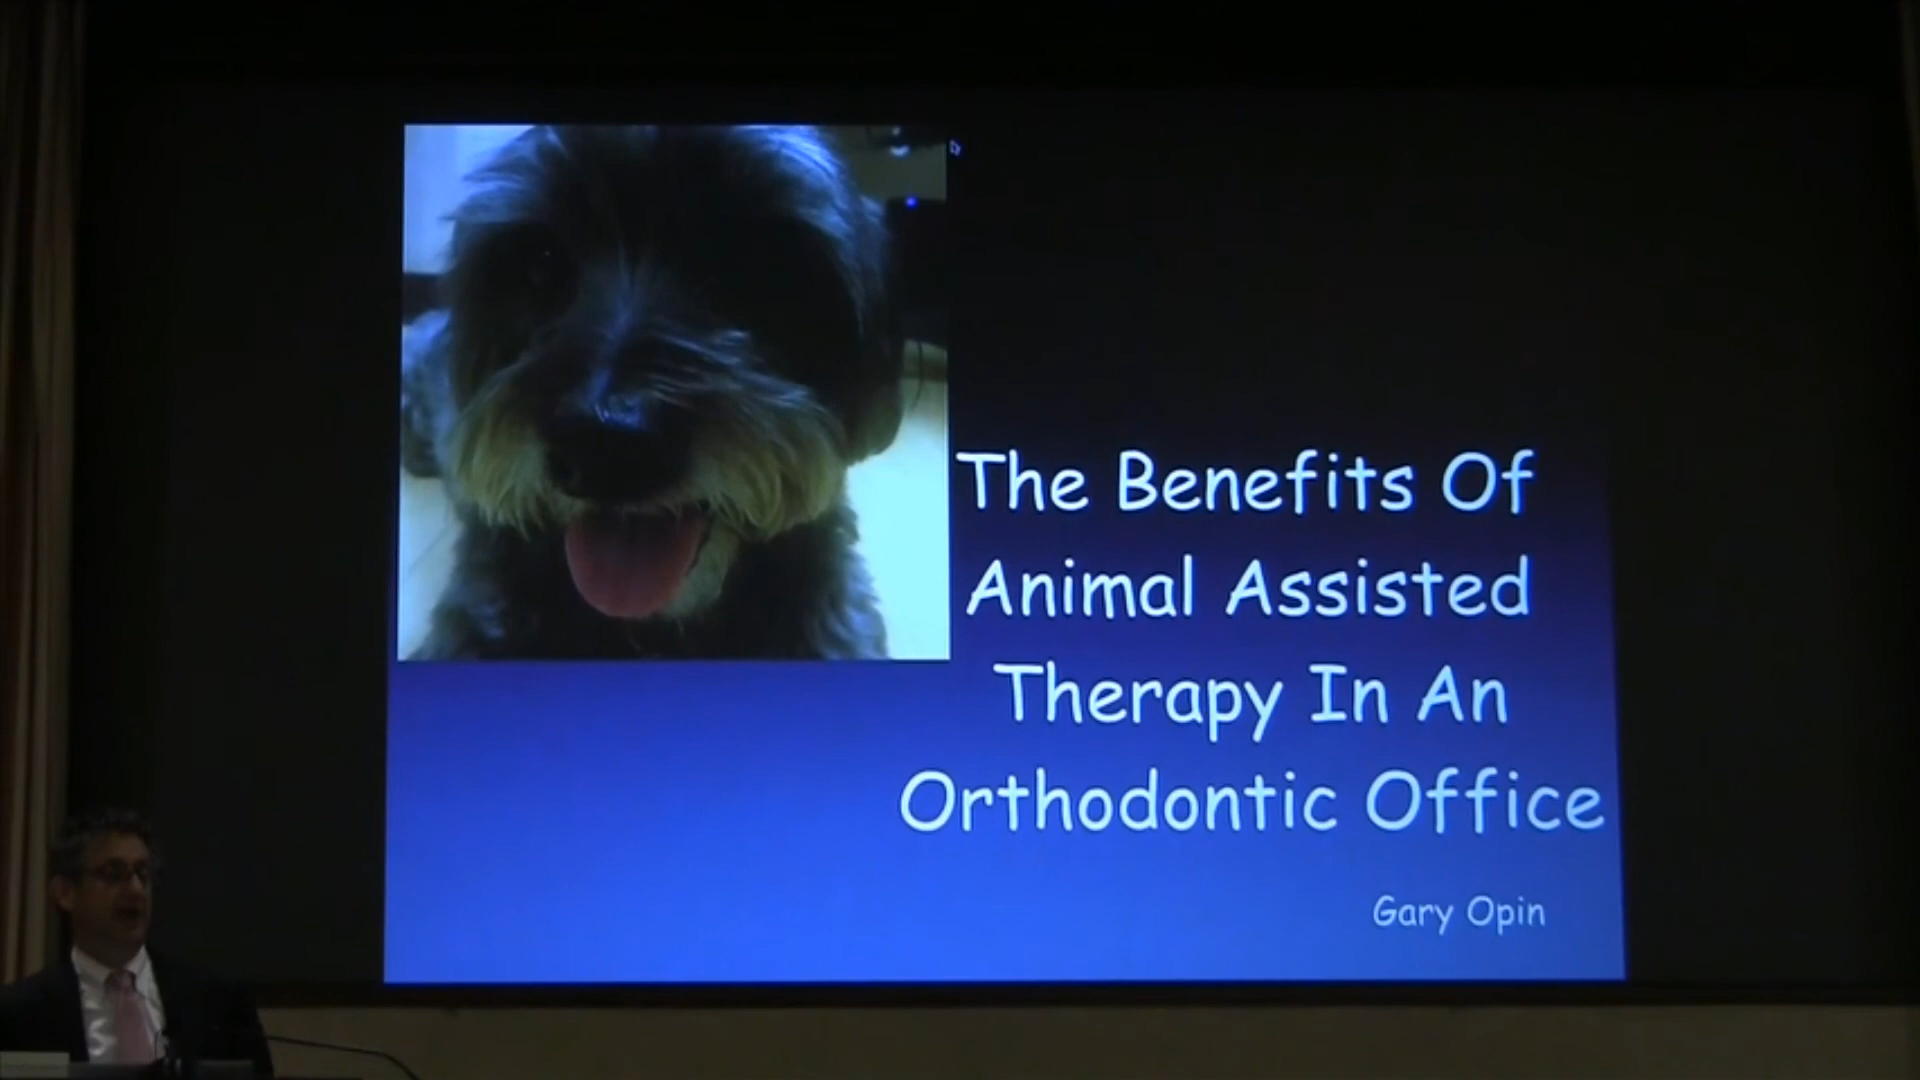 The Benefits Of
Animal Assisted
Therapy In An
Orthodontic Office
Gary Opin